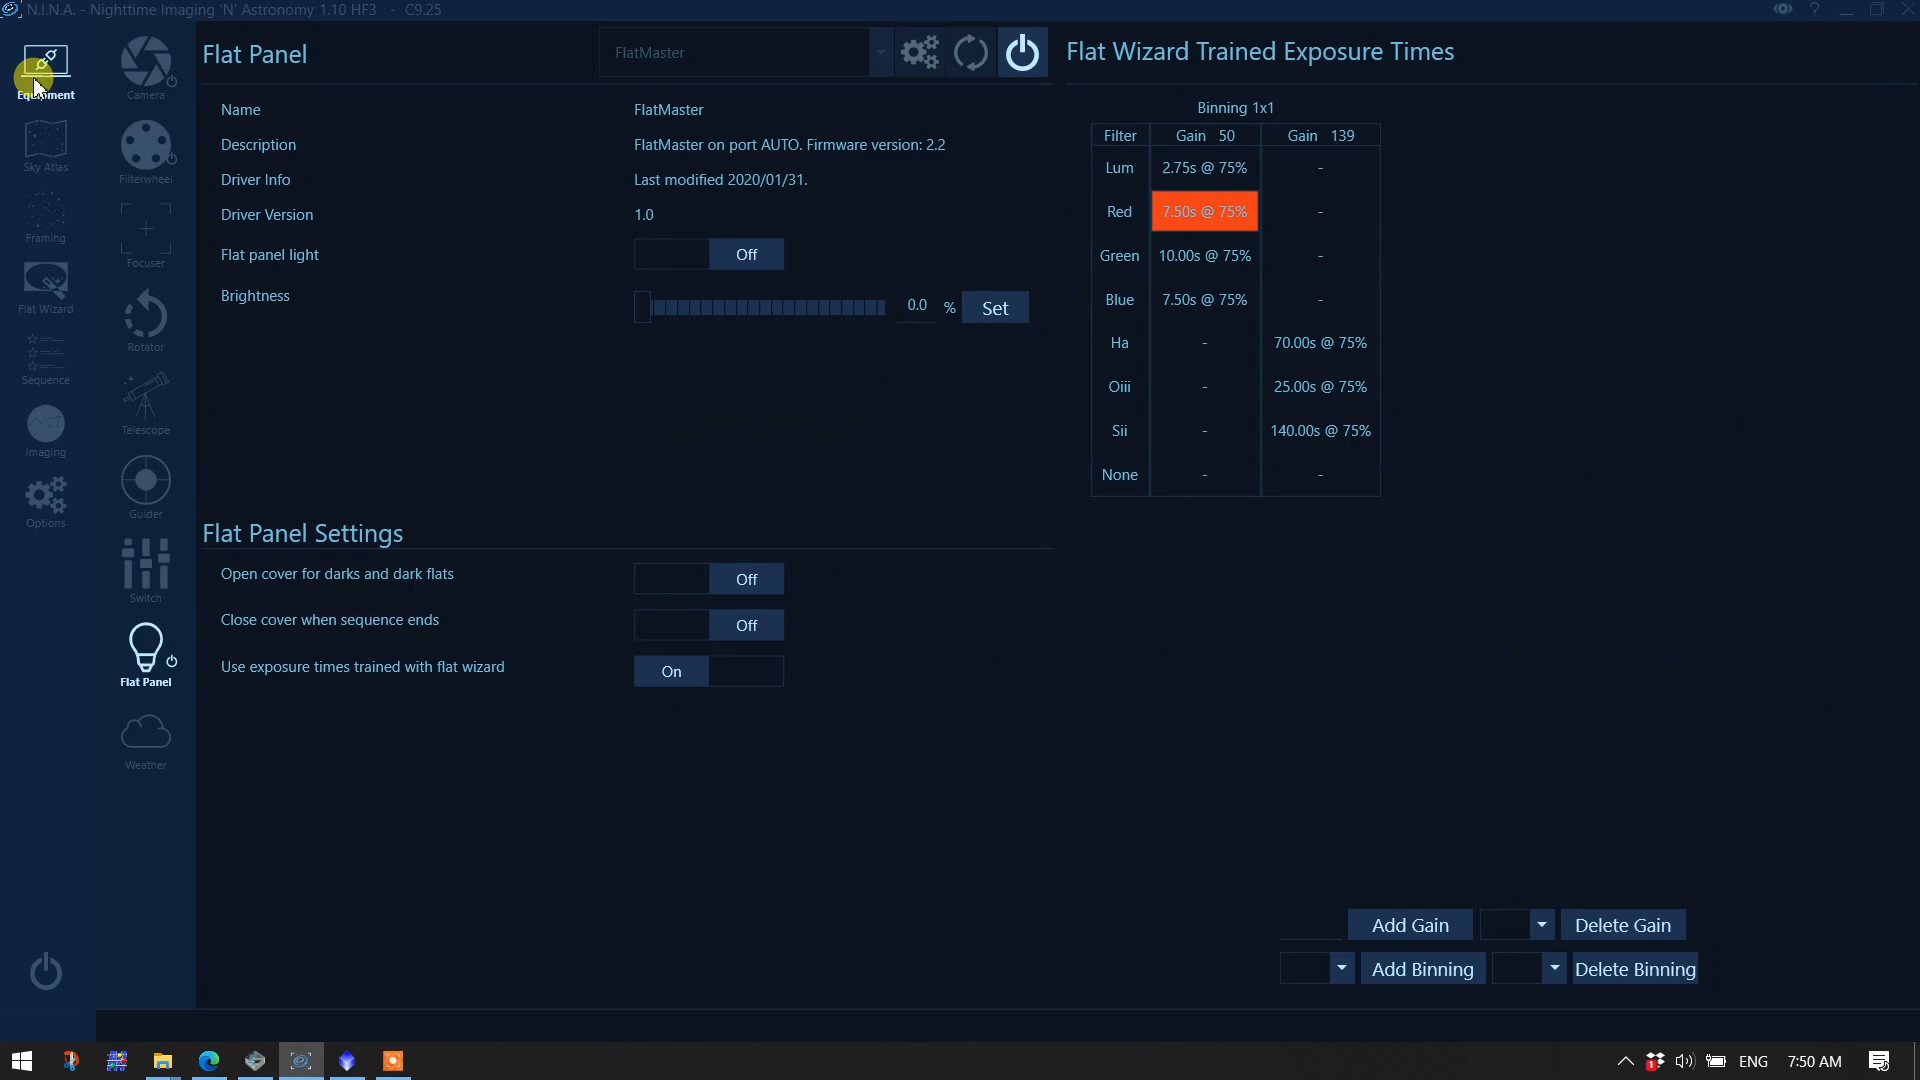 N.I.N.A. - Nighttime Imaging 'N' Astronomy 1.10 HF3 - C9.25
Equipment
Sky Atlas
Framing
Flat Wizard
Sequence
Imaging
Options
Camera
Filterwheel
Focuser
Rotator
Telescope
Guider
Switch
Flat Panel
Weather
Flat Panel
FlatMaster
Name FlatMaster
Description FlatMaster on port AUTO. Firmware version: 2.2
Driver Info Last modified 2020/01/31.
Driver Version 1.0
Flat panel light Off
Brightness 0.0 % Set
Flat Panel Settings
Open cover for darks and dark flats Off
Close cover when sequence ends Off
Use exposure times trained with flat wizard On
Flat Wizard Trained Exposure Times
Binning 1x1
Filter Gain 50 Gain 139
Lum 2.75s @ 75% -
Red 7.50s @ 75% -
Green 10.00s @ 75% -
Blue 7.50s @ 75% -
Ha - 70.00s @ 75%
Oiii - 25.00s @ 75%
Sii - 140.00s @ 75%
None - -
Add Gain Delete Gain
Add Binning Delete Binning
1 ENG 7:50 AM